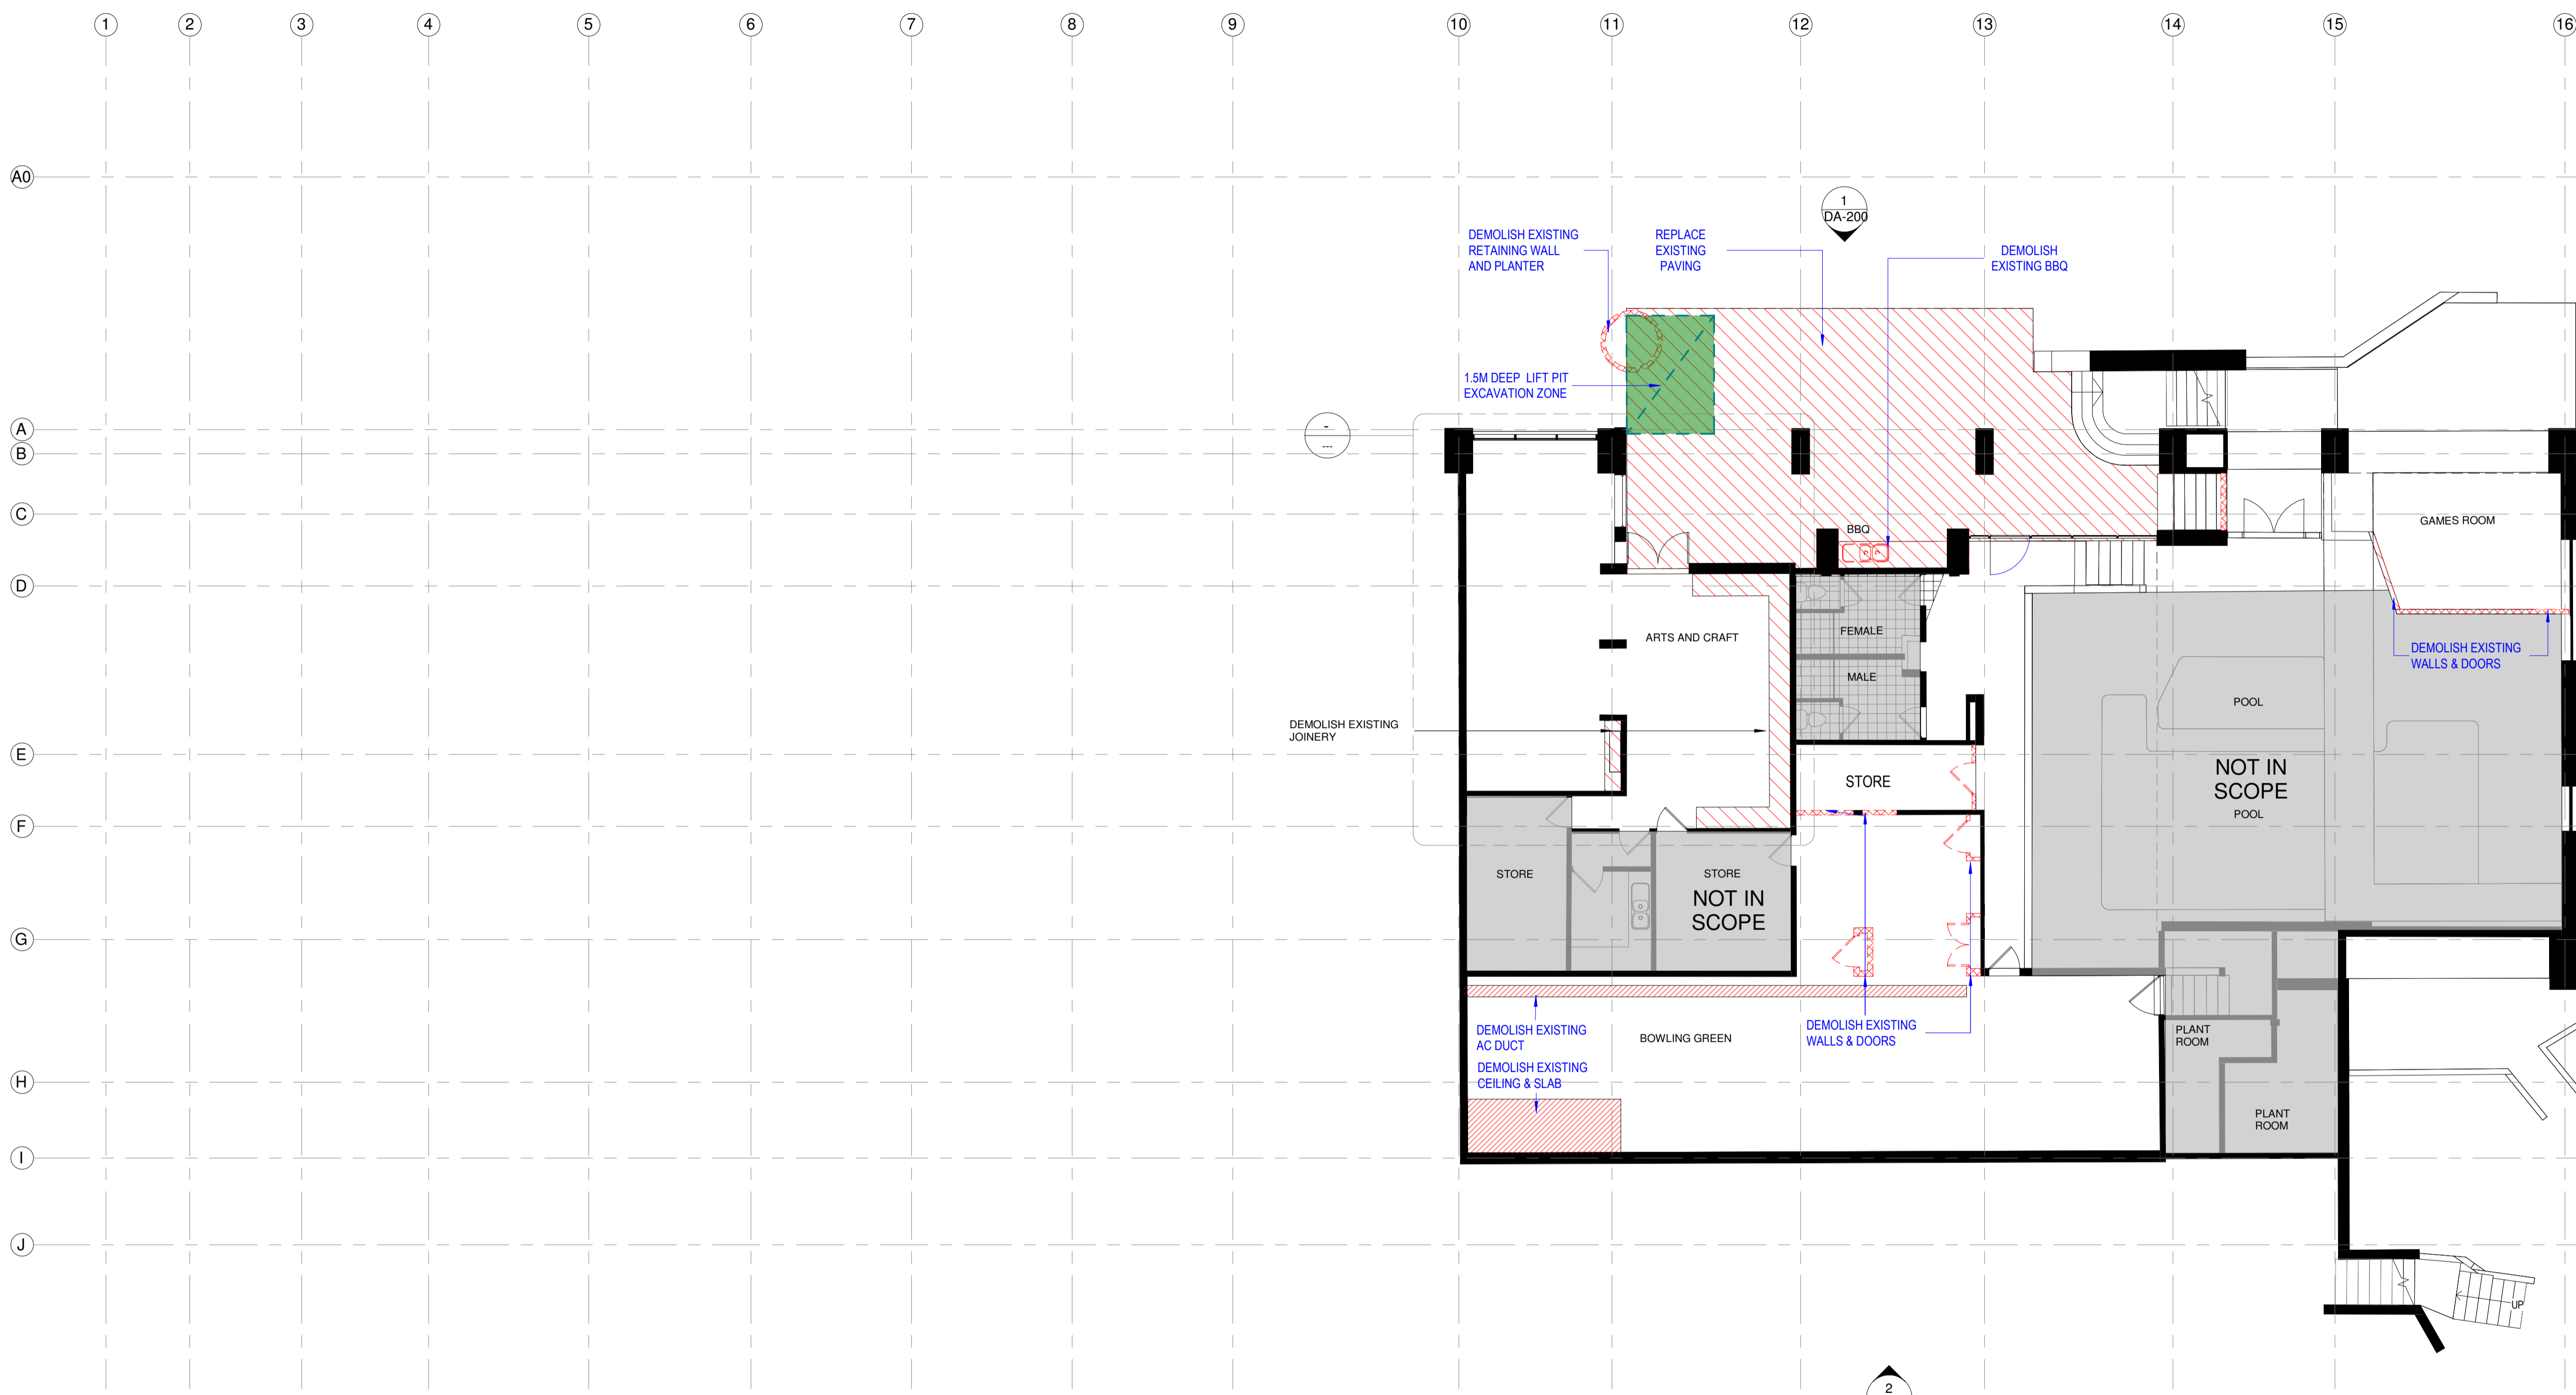 1
2
3
4
5
6
7
8
9
10
11
12
13
14
15
16
A0
1
DA-200
DEMOLISH EXISTING
RETAINING WALL
AND PLANTER
REPLACE
EXISTING
PAVING
DEMOLISH
EXISTING BBQ
1.5M DEEP LIFT PIT
EXCAVATION ZONE
A
-
---
B
C
BBQ
GAMES ROOM
D
FEMALE
ARTS AND CRAFT
DEMOLISH EXISTING
WALLS & DOORS
MALE
POOL
DEMOLISH EXISTING
JOINERY
E
NOT IN
SCOPE
STORE
POOL
F
STORE
STORE
NOT IN
SCOPE
G
DEMOLISH EXISTING
AC DUCT
BOWLING GREEN
DEMOLISH EXISTING
WALLS & DOORS
PLANT
ROOM
DEMOLISH EXISTING
CEILING & SLAB
H
PLANT
ROOM
I
J
UP
2